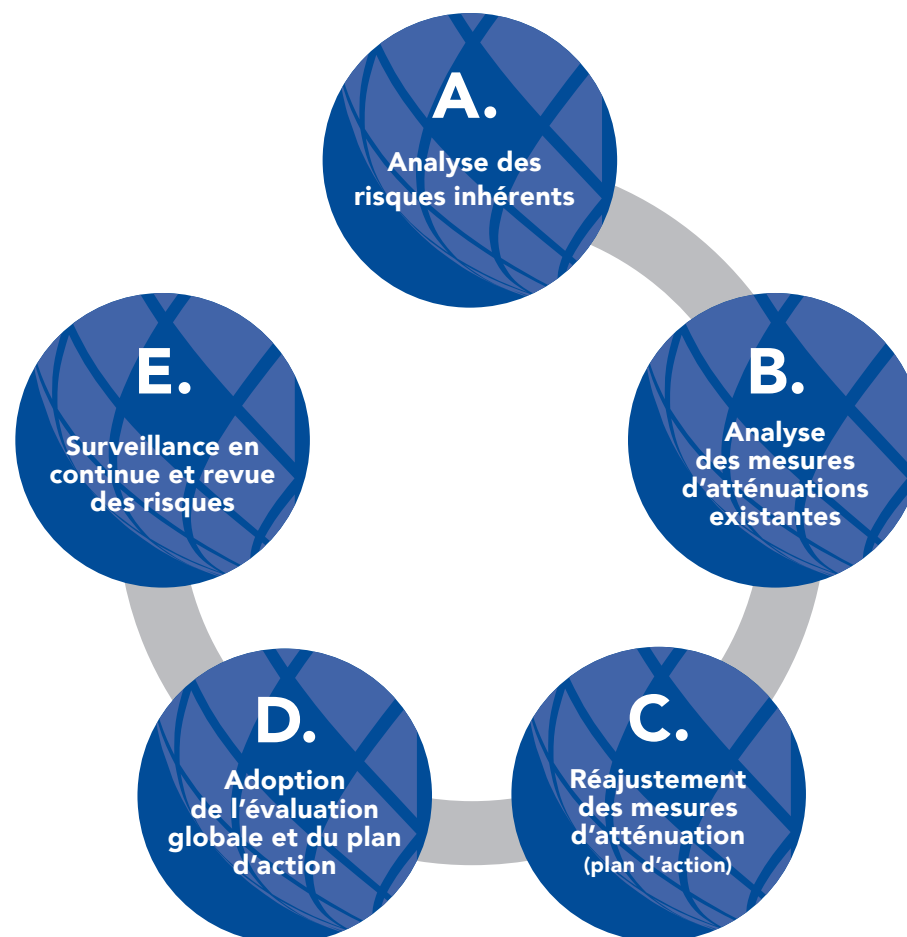 A.
Analyse des
risques inhérents
B.
Analyse
des mesures
d'atténuations
existantes
C.
Réajustement
des mesures
d'atténuation
(plan d'action)
D.
Adoption
de l'évaluation
globale et du plan
d'action
E.
Surveillance en
continue et revue
des risques